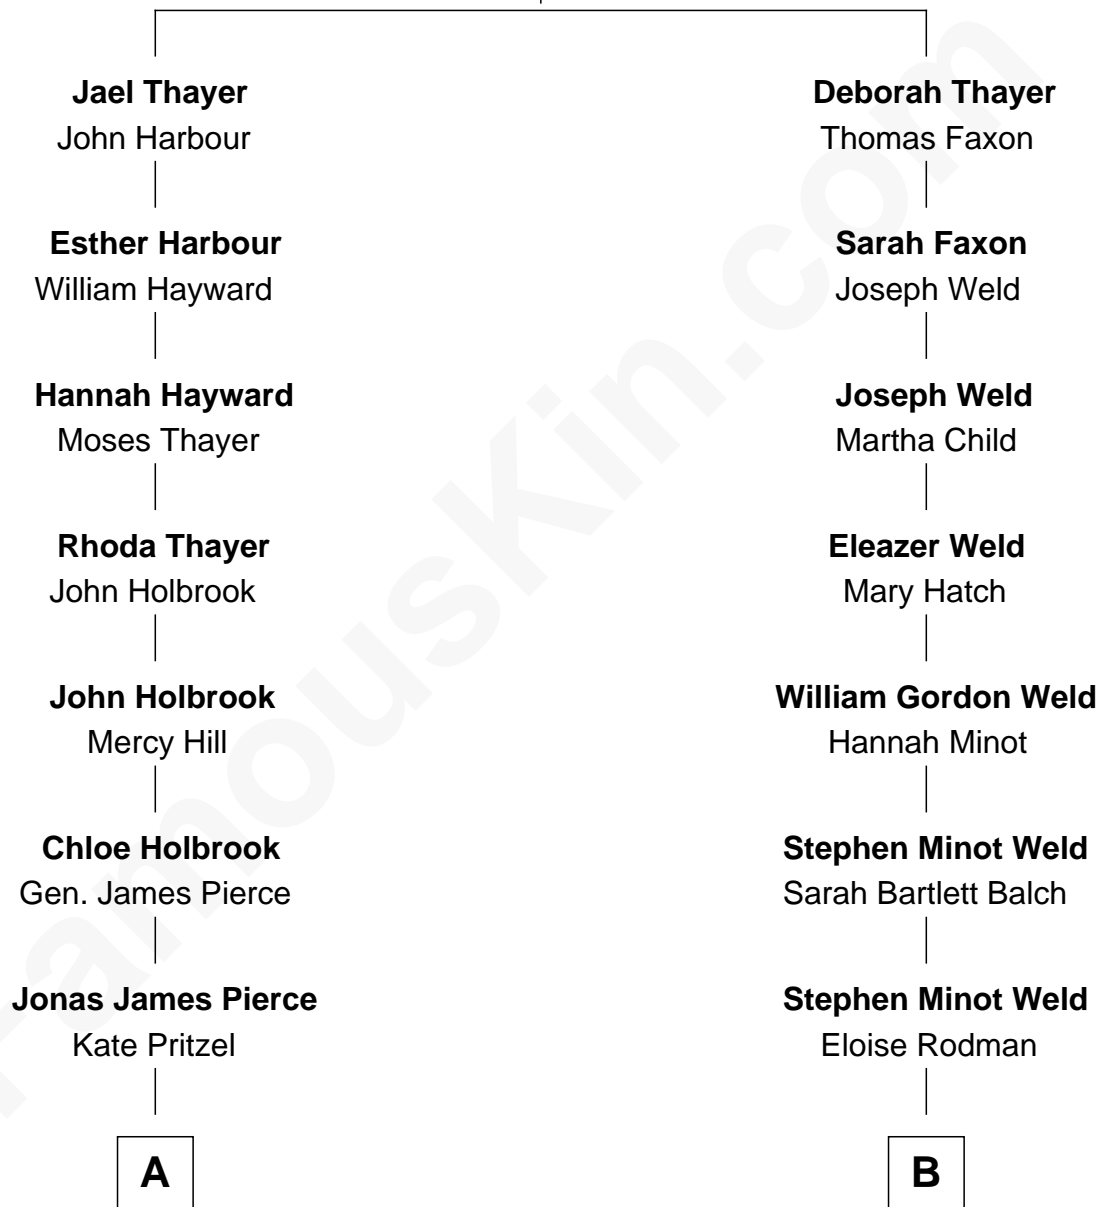 Jael Thayer
John Harbour
Deborah Thayer
Thomas Faxon
Esther Harbour
William Hayward
Sarah Faxon
Joseph Weld
Hannah Hayward
Moses Thayer
Joseph Weld
Martha Child
Rhoda Thayer
John Holbrook
Eleazer Weld
Mary Hatch
John Holbrook
Mercy Hill
William Gordon Weld
Hannah Minot
Chloe Holbrook
Gen. James Pierce
Stephen Minot Weld
Sarah Bartlett Balch
Jonas James Pierce
Kate Pritzel
Stephen Minot Weld
Eloise Rodman
A
B
FamousKin.com